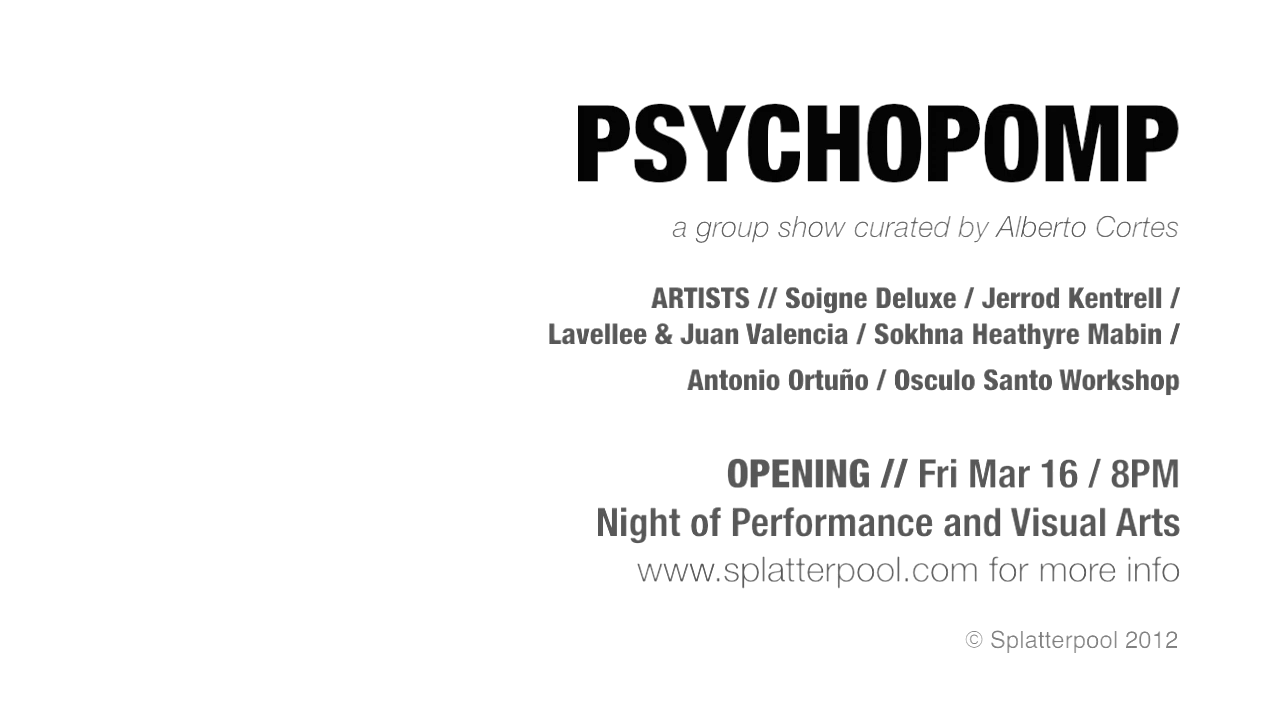 PSYCHOPOMP
a group show curated by Alberto Cortes
ARTISTS // Soigne Deluxe / Jerrod Kentrell /
Lavellee & Juan Valencia / Sokhna Heathyre Mabin /
Antonio Ortuño / Osculo Santo Workshop
OPENING // Fri Mar 16 / 8PM
Night of Performance and Visual Arts
www.splatterpool.com for more info
© Splatterpool 2012